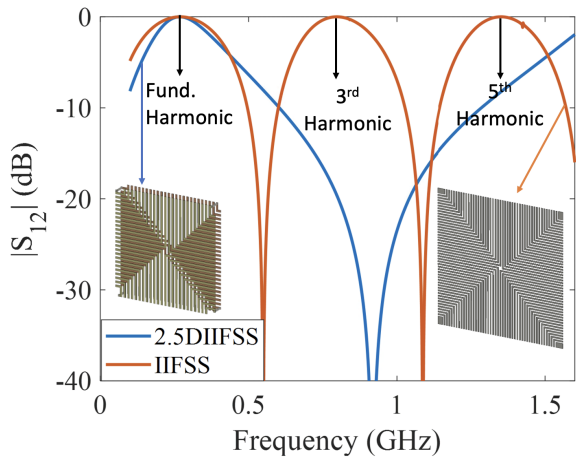 0
-10
-20
-30
-40
|S12| (dB)
Fund.
Harmonic
3rd
Harmonic
5th
Harmonic
2.5DIIFSS
IIFSS
0
0.5
1
1.5
Frequency (GHz)